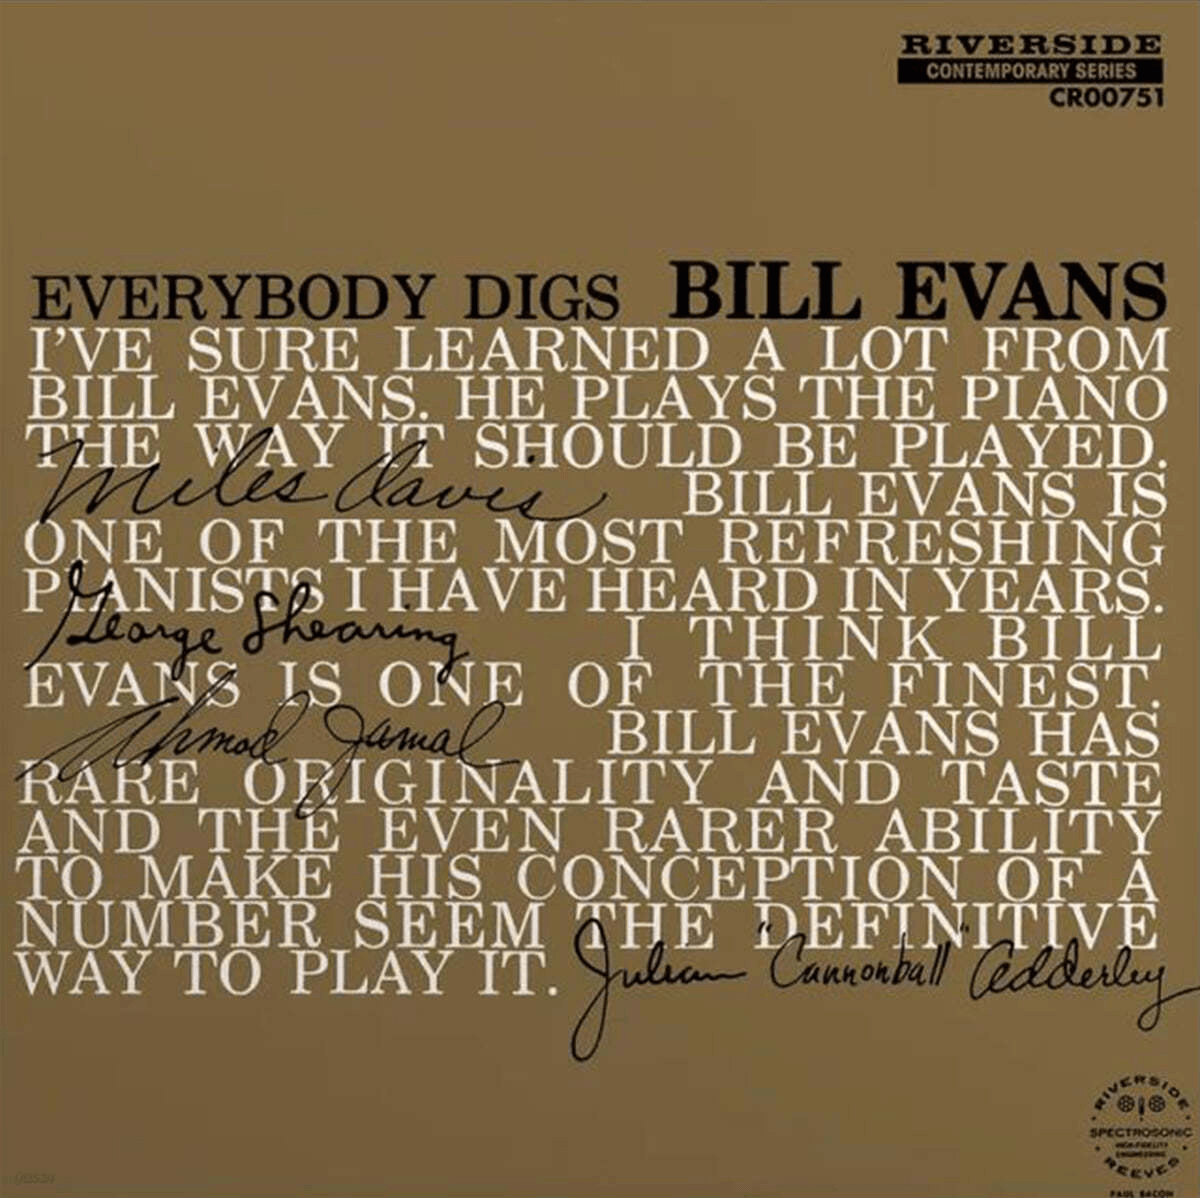 RIVERSIDE
CONTEMPORARY SERIES
CR00751
EVERYBODY DIGS BILL EVANS
I'VE SURE LEARNED A LOT FROM
BILL EVANS. HE PLAYS THE PIANO
THE WAY IT SHOULD BE PLAYED.
Miles Davis BILL EVANS IS
ONE OF THE MOST REFRESHING
PIANISTS I HAVE HEARD IN YEARS.
George Shearing I THINK BILL
EVANS IS ONE OF THE FINEST.
Ahmad Jamal BILL EVANS HAS
RARE ORIGINALITY AND TASTE
AND THE EVEN RARER ABILITY
TO MAKE HIS CONCEPTION OF A
NUMBER SEEM THE DEFINITIVE
WAY TO PLAY IT. Julian "Cannonball" Adderley
RIVERSIDE
SPECTROSONIC
HIGH-FIDELITY
ENGINEERING
REEVES
PAUL BACON